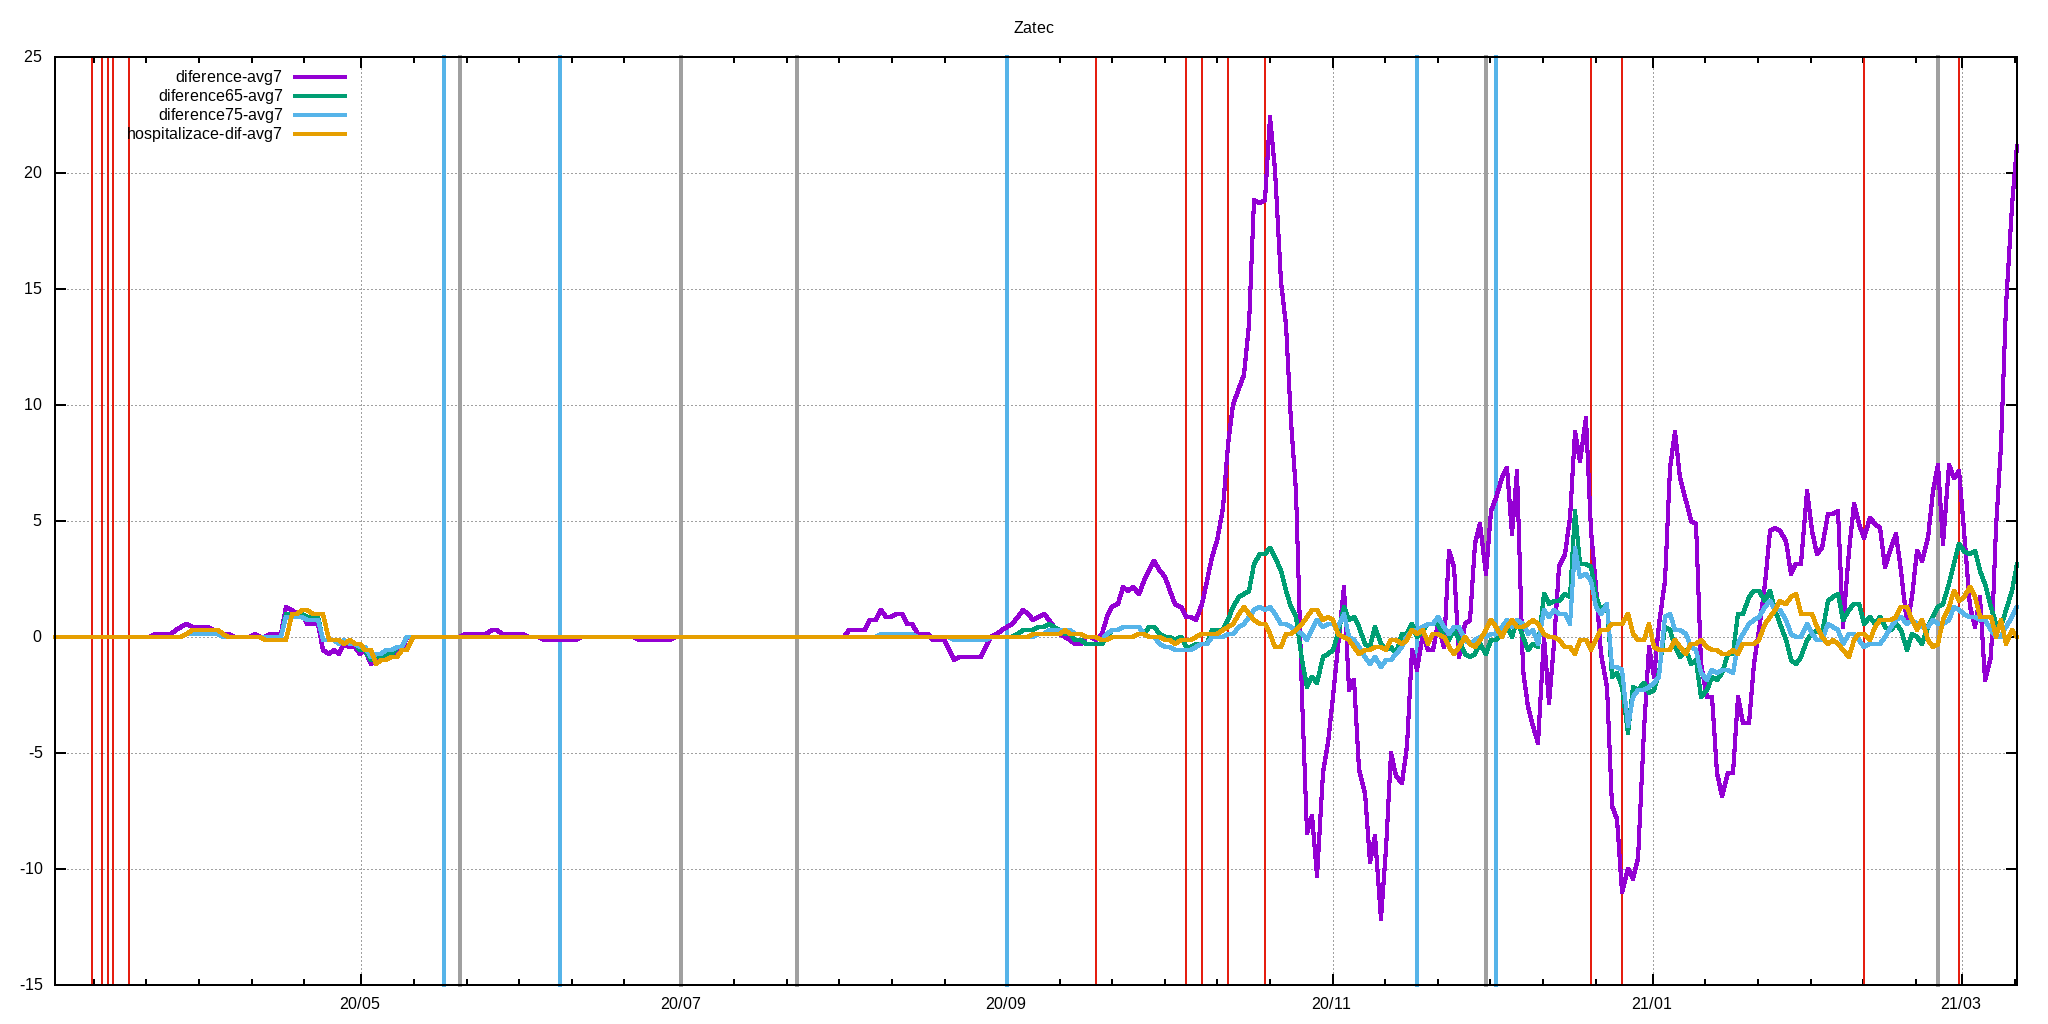 Zatec
25
diference-avg7
diference65-avg7
diference75-avg7
hospitalizace-dif-avg7
20
15
10
5
0
-5
-10
-15
20/05 20/07 20/09 20/11 21/01 21/03